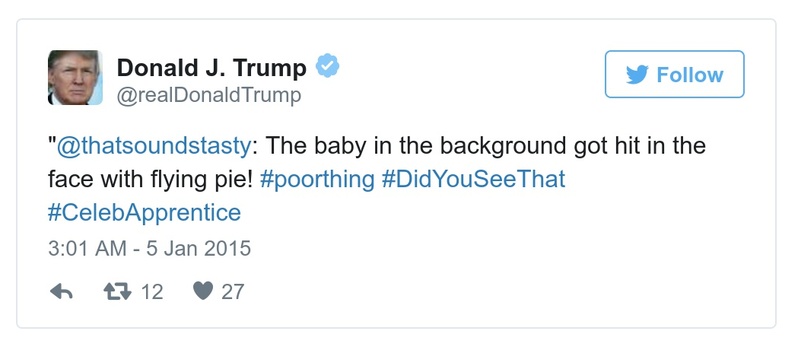 Donald J. Trump
@realDonaldTrump
Follow
"@thatsoundstasty: The baby in the background got hit in the
face with flying pie! #poorthing #DidYouSeeThat
#CelebApprentice
3:01 AM - 5 Jan 2015
12 27